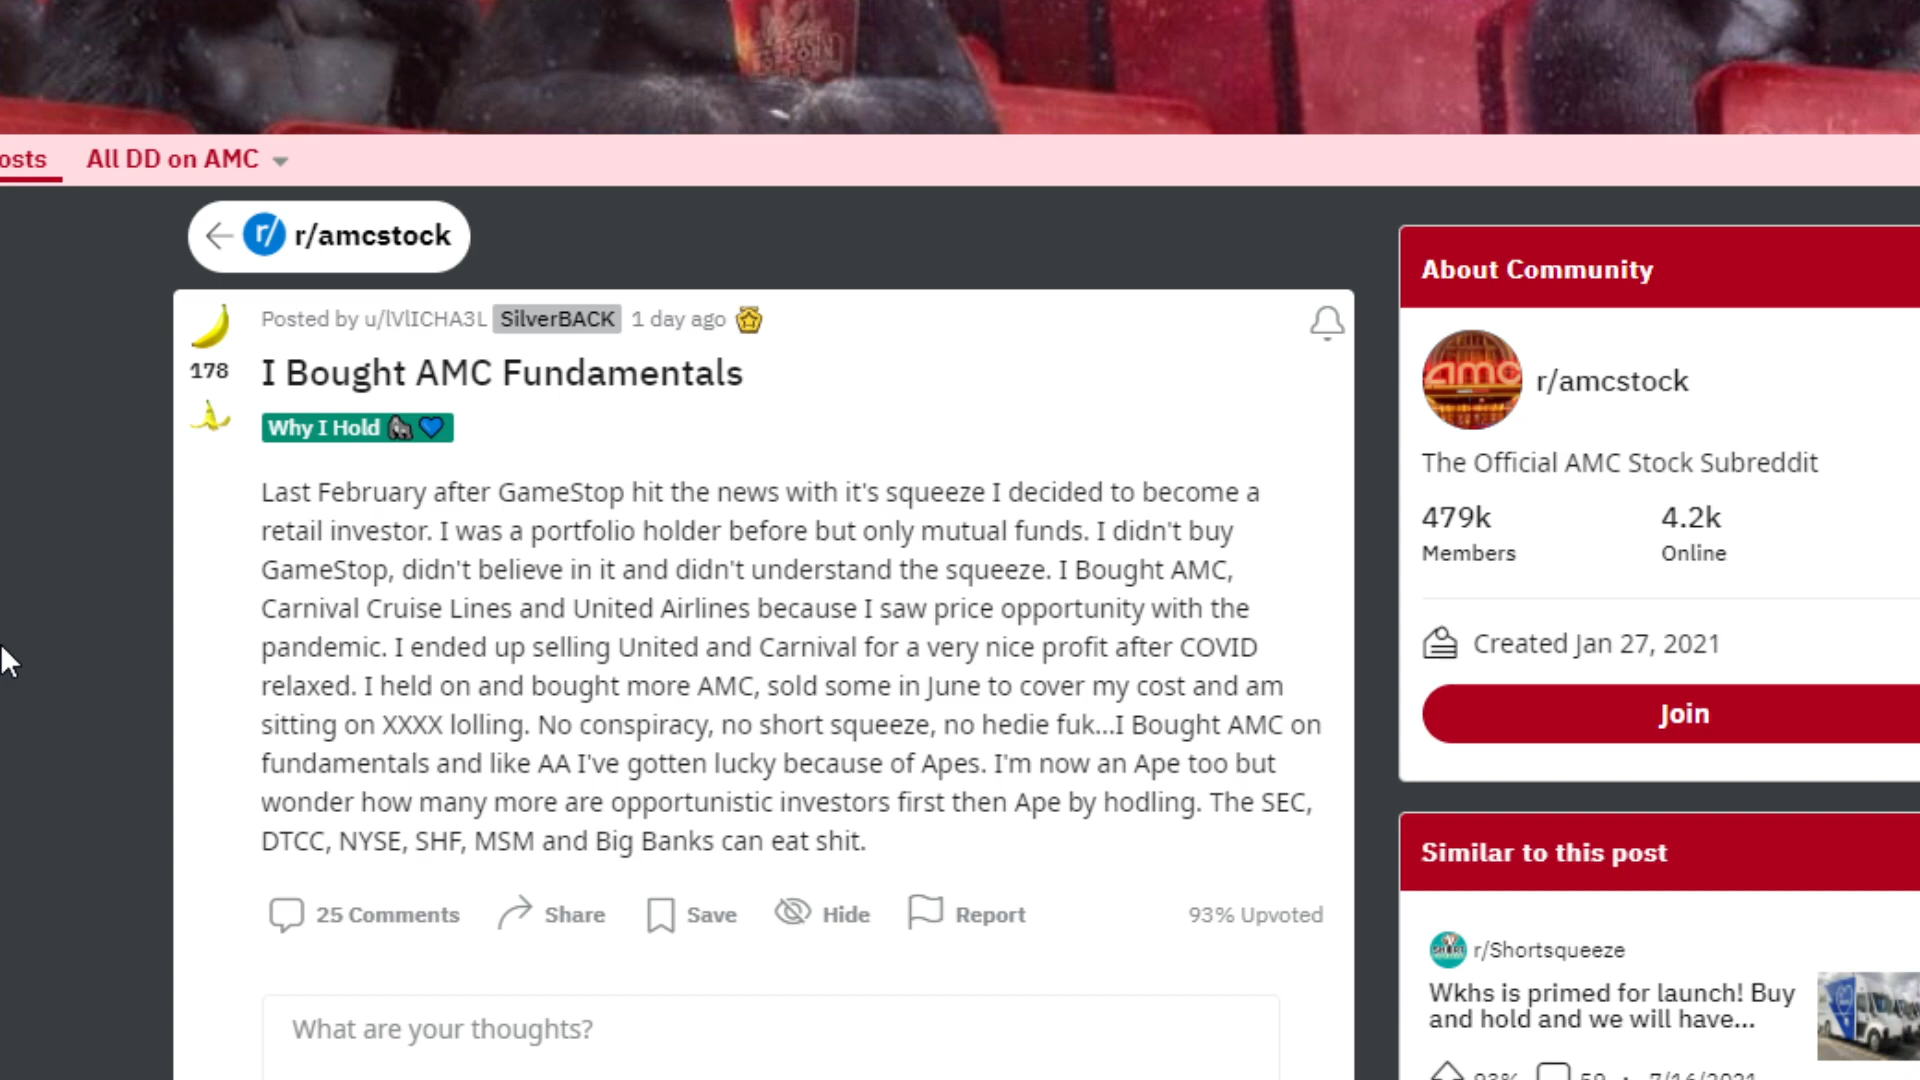 osts All DD on AMC
r/ r/amcstock
Posted by u/lVlICHA3L SilverBACK 1 day ago
178
I Bought AMC Fundamentals
Why I Hold
Last February after GameStop hit the news with it's squeeze I decided to become a
retail investor. I was a portfolio holder before but only mutual funds. I didn't buy
GameStop, didn't believe in it and didn't understand the squeeze. I Bought AMC,
Carnival Cruise Lines and United Airlines because I saw price opportunity with the
pandemic. I ended up selling United and Carnival for a very nice profit after COVID
relaxed. I held on and bought more AMC, sold some in June to cover my cost and am
sitting on XXXX lolling. No conspiracy, no short squeeze, no hedie fuk...I Bought AMC on
fundamentals and like AA I've gotten lucky because of Apes. I'm now an Ape too but
wonder how many more are opportunistic investors first then Ape by hodling. The SEC,
DTCC, NYSE, SHF, MSM and Big Banks can eat shit.
25 Comments Share Save Hide Report 93% Upvoted
What are your thoughts?
About Community
amc
r/amcstock
The Official AMC Stock Subreddit
479k 4.2k
Members Online
Created Jan 27, 2021
Join
Similar to this post
r/Shortsqueeze
Wkhs is primed for launch! Buy
and hold and we will have...
93% 59 · 7/16/2021